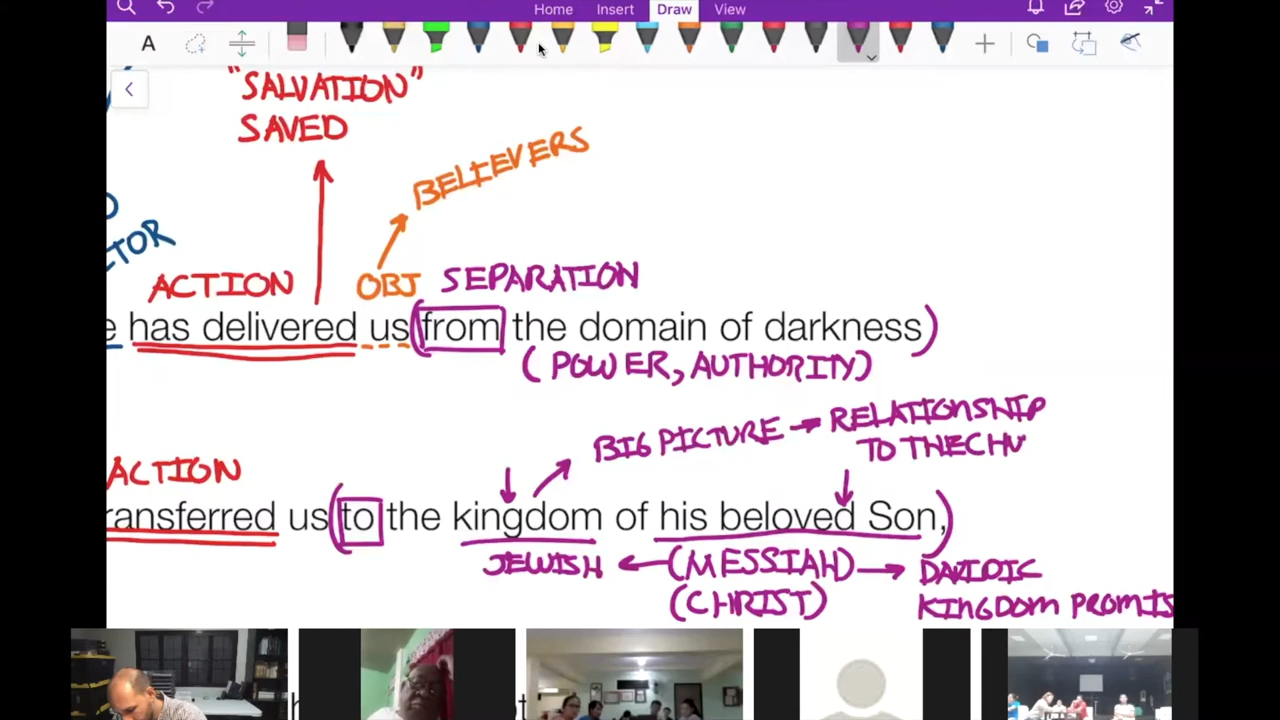 Home Insert Draw View
A
"SALVATION"
SAVED
BELIEVERS
ACTION OBJ SEPARATION
e has delivered us (from the domain of darkness)
(POWER, AUTHORITY)
BIG PICTURE → RELATIONSHIP
TO THE CHU
ACTION
ransferred us (to the kingdom of his beloved Son,)
JEWISH ← (MESSIAH) → DAVIDIC
(CHRIST) KINGDOM PROMIS